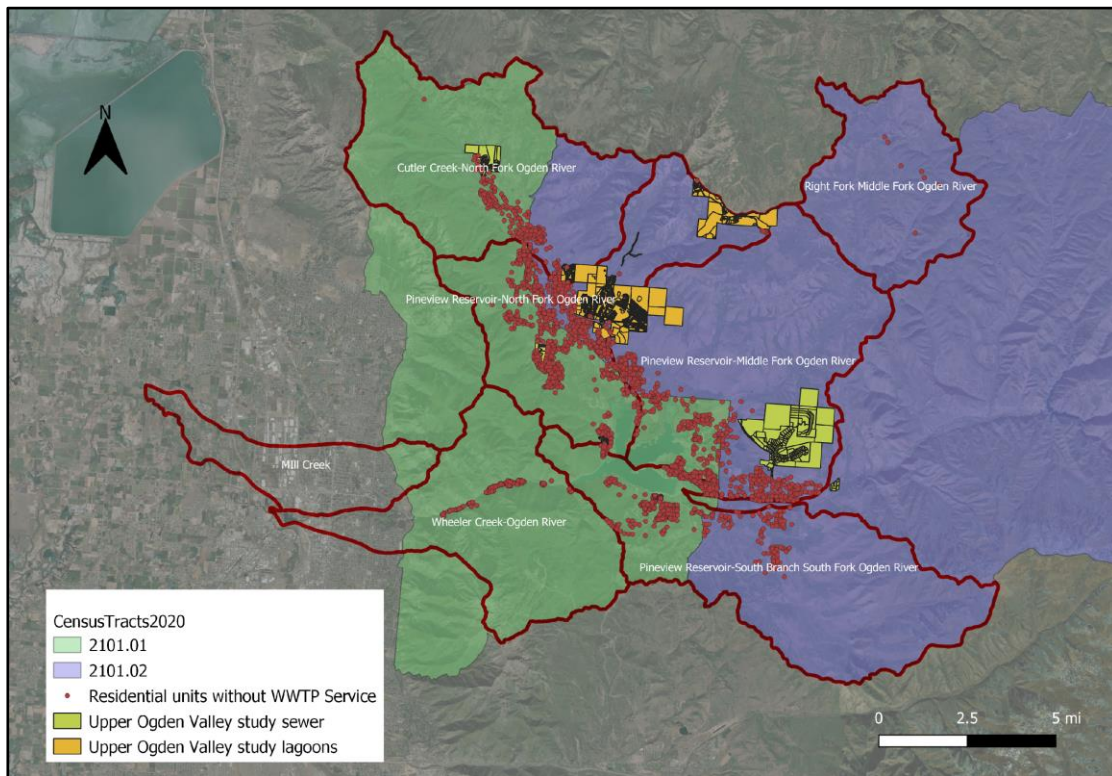 N
Cutler Creek-North Fork Ogden River
Right Fork Middle Fork Ogden River
Pineview Reservoir-North Fork Ogden River
Pineview Reservoir-Middle Fork Ogden River
Mill Creek
Wheeler Creek-Ogden River
Pineview Reservoir-South Branch South Fork Ogden River
CensusTracts2020
2101.01
2101.02
Residential units without WWTP Service
Upper Ogden Valley study sewer
Upper Ogden Valley study lagoons
0 2.5 5 mi